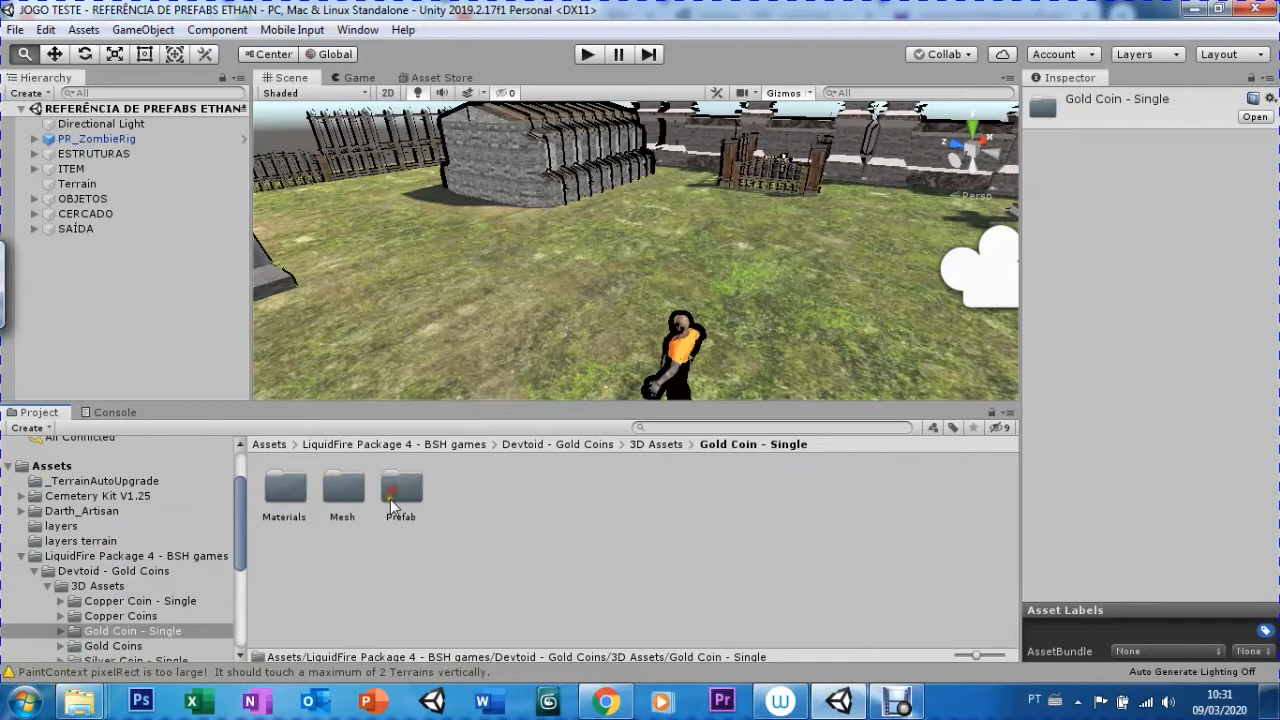 JOGO TESTE - REFERÊNCIA DE PREFABS ETHAN - PC, Mac & Linux Standalone - Unity 2019.2.17f1 Personal <DX11>
File Edit Assets GameObject Component Mobile Input Window Help
Center Global Collab Account Layers Layout
Hierarchy Scene Game Asset Store Inspector
Create All Shaded 2D 0 Gizmos All
REFERÊNCIA DE PREFABS ETHAN*
Gold Coin - Single
Open
Directional Light
PR_ZombieRig
ESTRUTURAS
ITEM
Terrain
OBJETOS
CERCADO
SAÍDA
y
x
z
Persp
Project Console
Create 9
All Conflicted
Assets > LiquidFire Package 4 - BSH games > Devtoid - Gold Coins > 3D Assets > Gold Coin - Single
Assets
_TerrainAutoUpgrade
Cemetery Kit V1.25
Darth_Artisan
layers
layers terrain
LiquidFire Package 4 - BSH games
Devtoid - Gold Coins
3D Assets
Copper Coin - Single
Copper Coins
Gold Coin - Single
Gold Coins
Silver Coin - Single
Materials Mesh Prefab
Assets/LiquidFire Package 4 - BSH games/Devtoid - Gold Coins/3D Assets/Gold Coin - Single
Asset Labels
AssetBundle None None
PaintContext pixelRect is too large! It should touch a maximum of 2 Terrains vertically.
Auto Generate Lighting Off
Ps N W Pr W
PT
10:31
09/03/2020